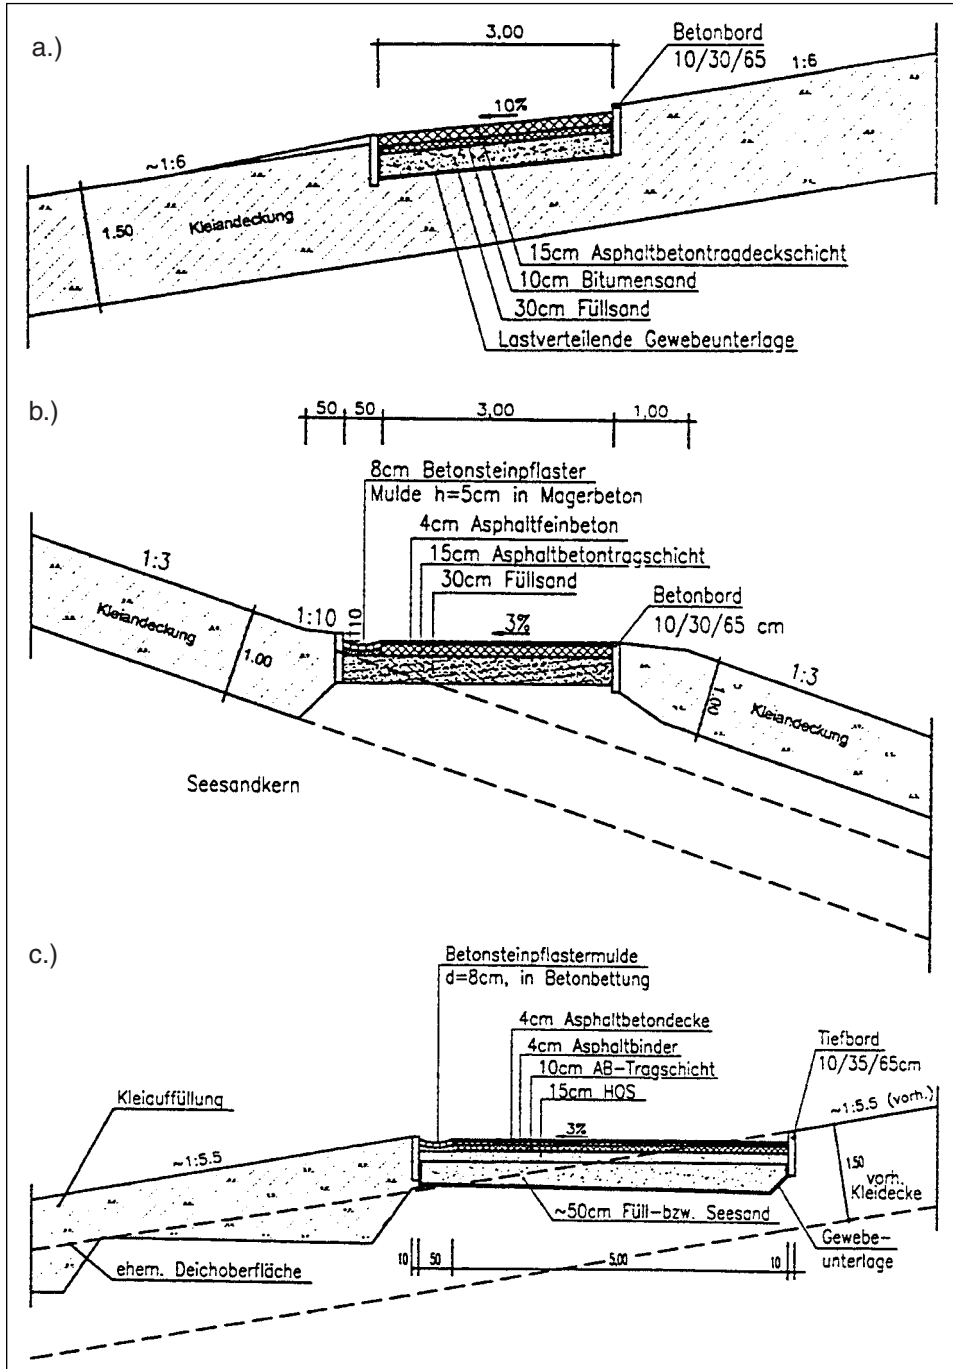 a.)
3,00
Betonbord
10/30/65
1:6
10%
~1:6
1.50
Kleiandeckung
15cm Asphaltbetontragdeckschicht
10cm Bitumensand
30cm Füllsand
Lastverteilende Gewebeunterlage
b.)
50 50 3,00 1,00
8cm Betonsteinpflaster
Mulde h=5cm in Magerbeton
4cm Asphaltfeinbeton
15cm Asphaltbetontragschicht
30cm Füllsand
1:3
Kleiandeckung
1:10
10
1.00
3%
Betonbord
10/30/65 cm
1:3
1.00
Kleiandeckung
Seesandkern
c.)
Betonsteinpflastermulde
d=8cm, in Betonbettung
4cm Asphaltbetondecke
4cm Asphaltbinder
10cm AB-Tragschicht
15cm HOS
3%
Tiefbord
10/35/65cm
~1:5.5 (vorh.)
Kleiauffüllung
~1:5.5
1.50
vorh.
Kleidecke
~50cm Füll-bzw. Seesand
Gewebe-
unterlage
ehem. Deichoberfläche
10 50 5,00 10